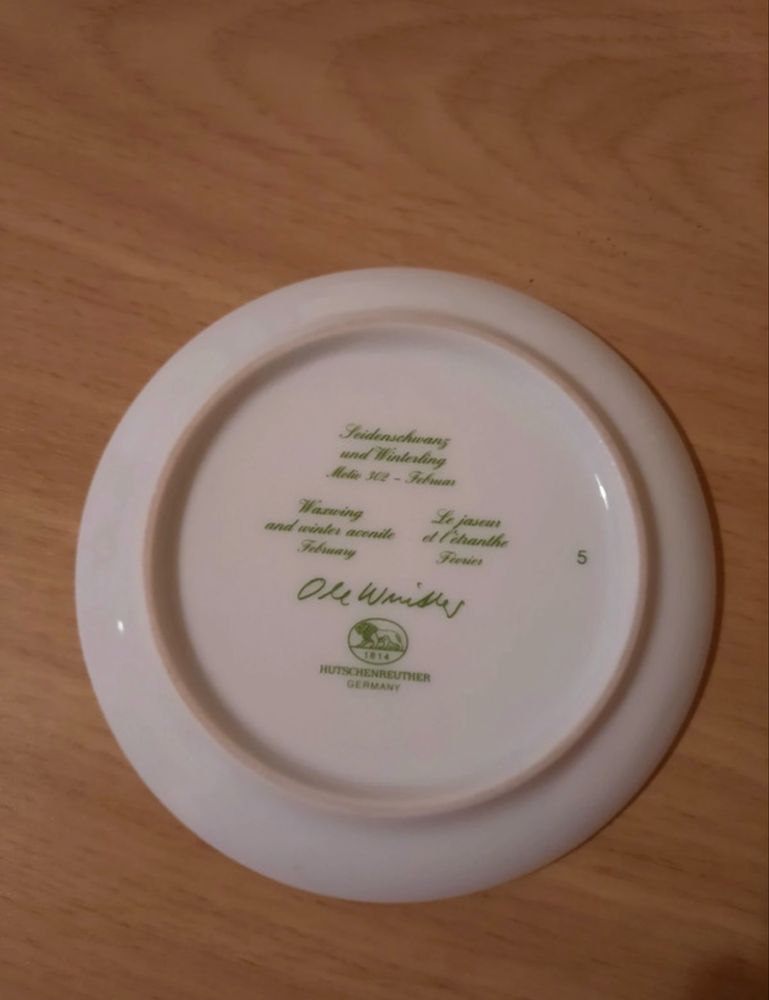 Seidenschwanz
und Winterling
Motiv 302 – Februar
Waxwing
and winter aconite
February
Le jaseur
et l'étranthe
Février
Ole Winther
5
1814
HUTSCHENREUTHER
GERMANY